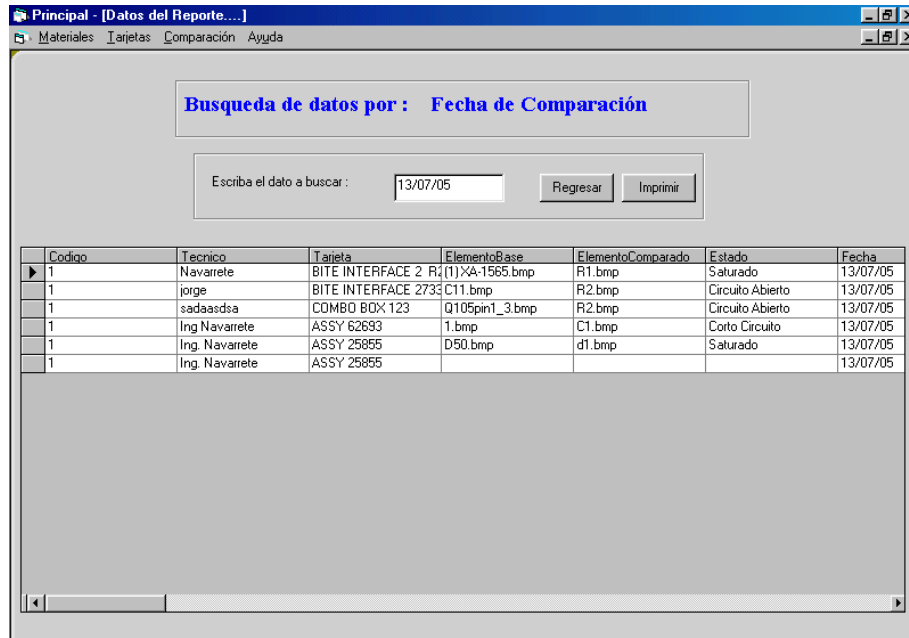 Principal - [Datos del Reporte....]
Materiales Tarjetas Comparación Ayuda
Busqueda de datos por : Fecha de Comparación
Escriba el dato a buscar : 13/07/05 Regresar Imprimir
Codigo Tecnico Tarjeta ElementoBase ElementoComparado Estado Fecha
1 Navarrete BITE INTERFACE 2 R2 (1)XA-1565.bmp R1.bmp Saturado 13/07/05
1 jorge BITE INTERFACE 2733 C11.bmp R2.bmp Circuito Abierto 13/07/05
1 sadaasdsa COMBO BOX 123 Q105pin1_3.bmp R2.bmp Circuito Abierto 13/07/05
1 Ing Navarrete ASSY 62693 1.bmp C1.bmp Corto Circuito 13/07/05
1 Ing. Navarrete ASSY 25855 D50.bmp d1.bmp Saturado 13/07/05
1 Ing. Navarrete ASSY 25855 13/07/05